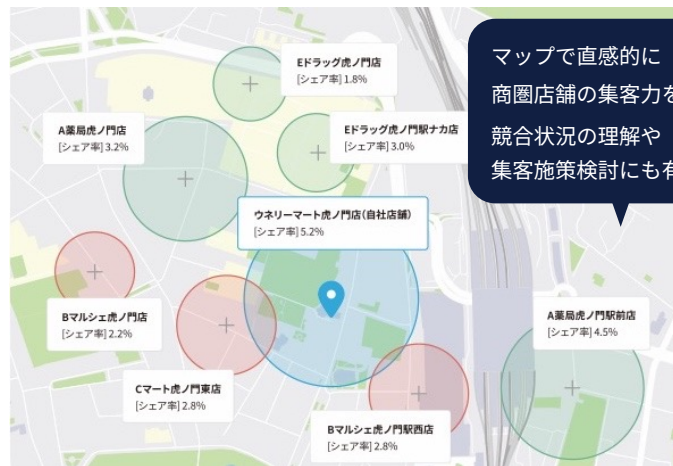 マップで直感的に
商圏店舗の集客力を
競合状況の理解や
集客施策検討にも有
Eドラッグ虎ノ門店
[シェア率] 1.8%
A薬局虎ノ門店
[シェア率] 3.2%
Eドラッグ虎ノ門駅ナカ店
[シェア率] 3.0%
ウネリーマート虎ノ門店(自社店舗)
[シェア率] 5.2%
Bマルシェ虎ノ門店
[シェア率] 2.2%
A薬局虎ノ門駅前店
[シェア率] 4.5%
Cマート虎ノ門東店
[シェア率] 2.8%
Bマルシェ虎ノ門駅西店
[シェア率] 2.8%